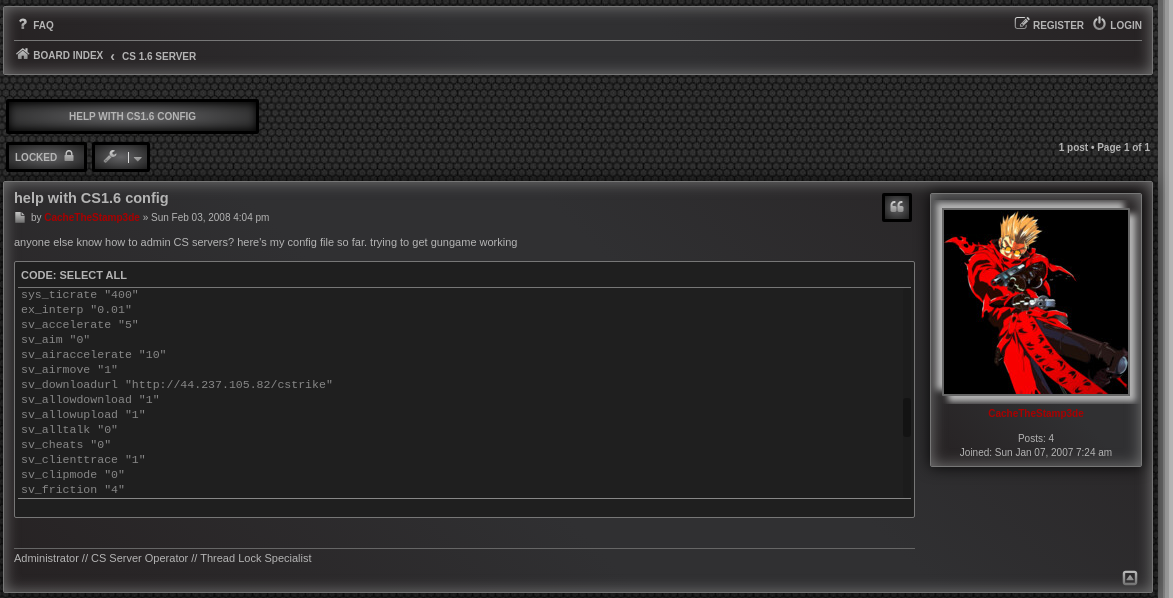 FAQ
REGISTER
LOGIN
BOARD INDEX ‹ CS 1.6 SERVER
HELP WITH CS1.6 CONFIG
LOCKED
1 post • Page 1 of 1
help with CS1.6 config
by » Sun Feb 03, 2008 4:04 pm
anyone else know how to admin CS servers? here's my config file so far. trying to get gungame working
CODE: SELECT ALL
sys_ticrate "400"
ex_interp "0.01"
sv_accelerate "5"
sv_aim "0"
sv_airaccelerate "10"
sv_airmove "1"
sv_downloadurl "http://44.237.105.82/cstrike"
sv_allowdownload "1"
sv_allowupload "1"
sv_alltalk "0"
sv_cheats "0"
sv_clienttrace "1"
sv_clipmode "0"
sv_friction "4"
Posts: 4
Joined: Sun Jan 07, 2007 7:24 am
Administrator // CS Server Operator // Thread Lock Specialist